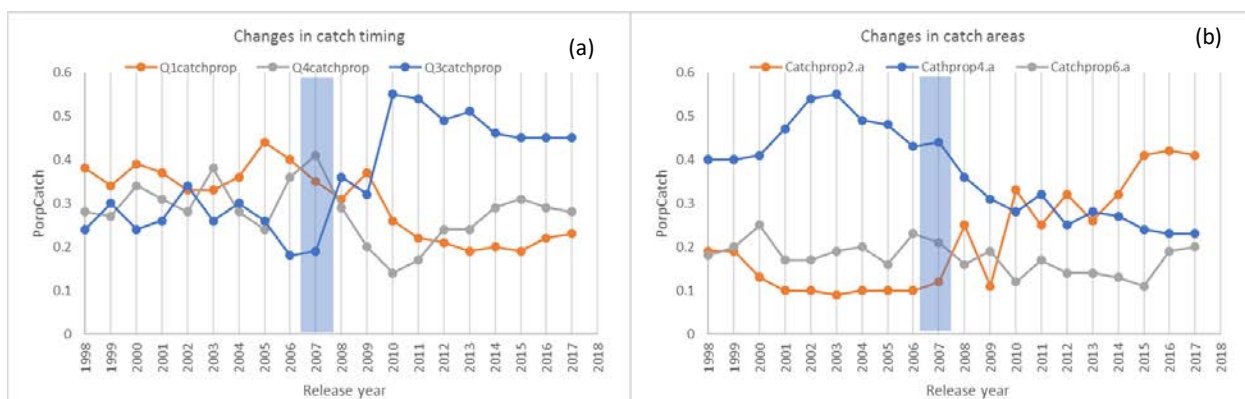 Changes in catch timing
(a)
Q1catchprop Q4catchprop Q3catchprop
0.6
0.5
0.4
0.3
0.2
0.1
0
PorpCatch
1998 1999 2000 2001 2002 2003 2004 2005 2006 2007 2008 2009 2010 2011 2012 2013 2014 2015 2016 2017 2018
Release year
Changes in catch areas
(b)
Catchprop2.a Cathprop4.a Catchprop6.a
0.6
0.5
0.4
0.3
0.2
0.1
0
PorpCatch
1998 1999 2000 2001 2002 2003 2004 2005 2006 2007 2008 2009 2010 2011 2012 2013 2014 2015 2016 2017 2018
Release year